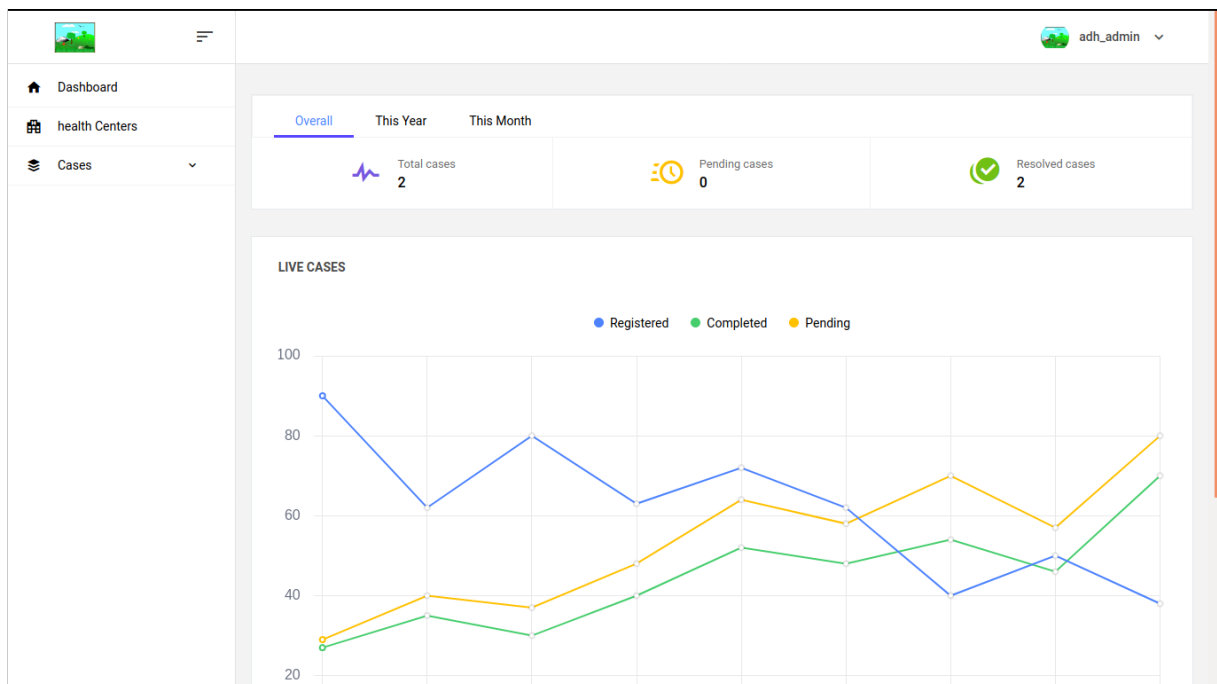 adh_admin
Dashboard
health Centers
Cases
Overall This Year This Month
Total cases
2
Pending cases
0
Resolved cases
2
LIVE CASES
Registered Completed Pending
100
80
60
40
20